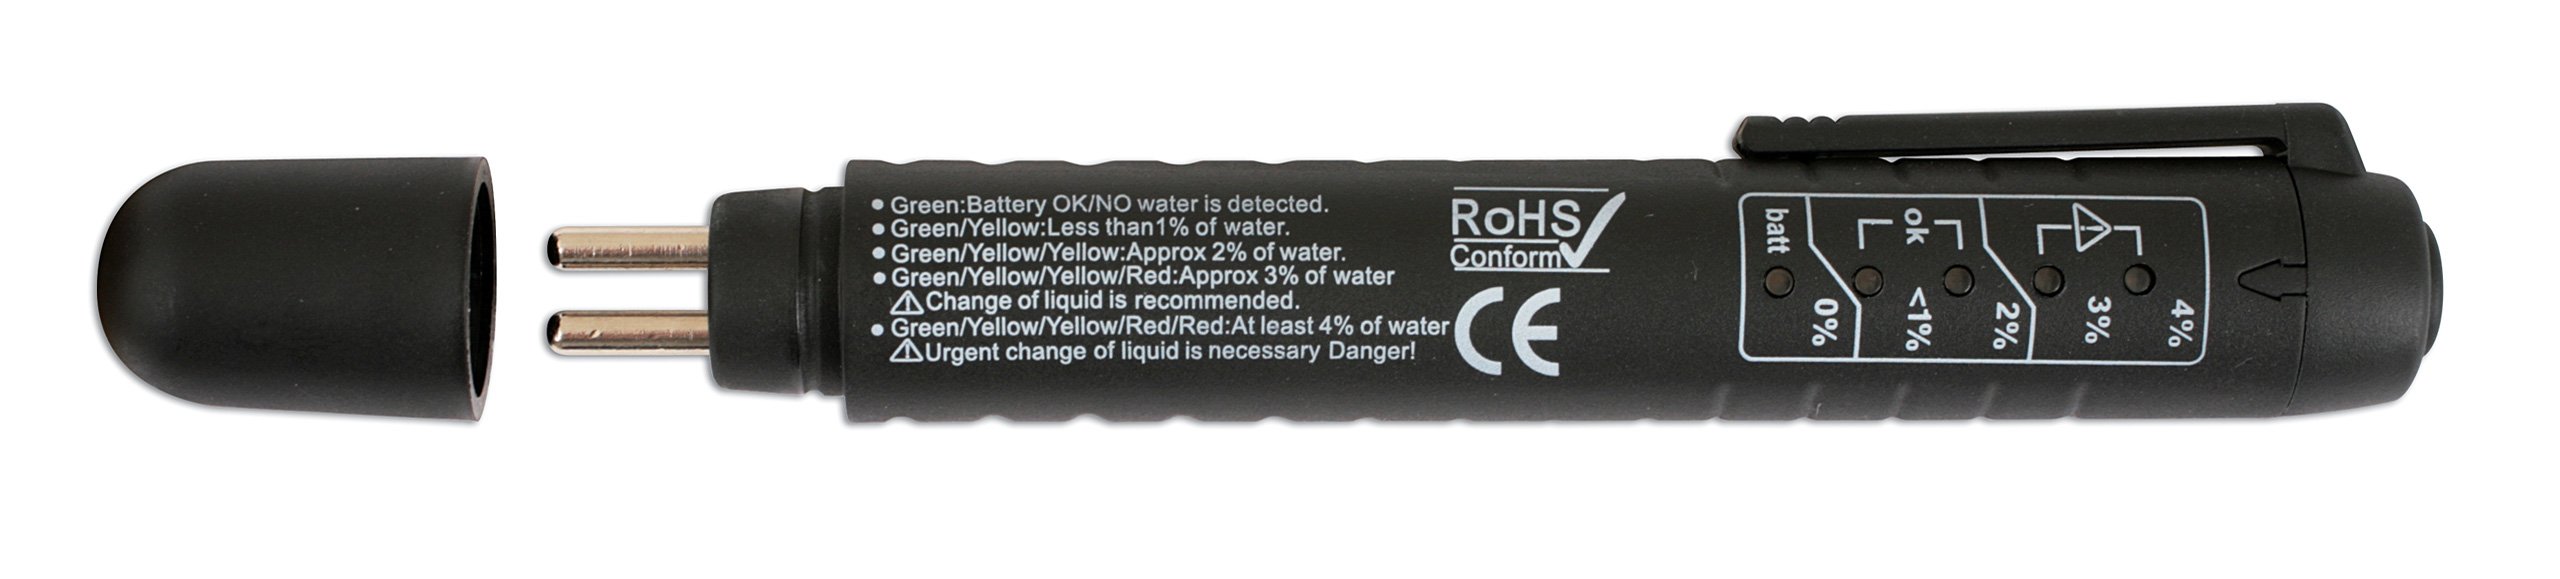 • Green:Battery OK/NO water is detected.
• Green/Yellow:Less than1% of water.
• Green/Yellow/Yellow:Approx 2% of water.
• Green/Yellow/Yellow/Red:Approx 3% of water
⚠Change of liquid is recommended.
• Green/Yellow/Yellow/Red/Red:At least 4% of water
⚠Urgent change of liquid is necessary Danger!
RoHS
Conform
CE
batt
ok
0%
<1%
2%
3%
4%